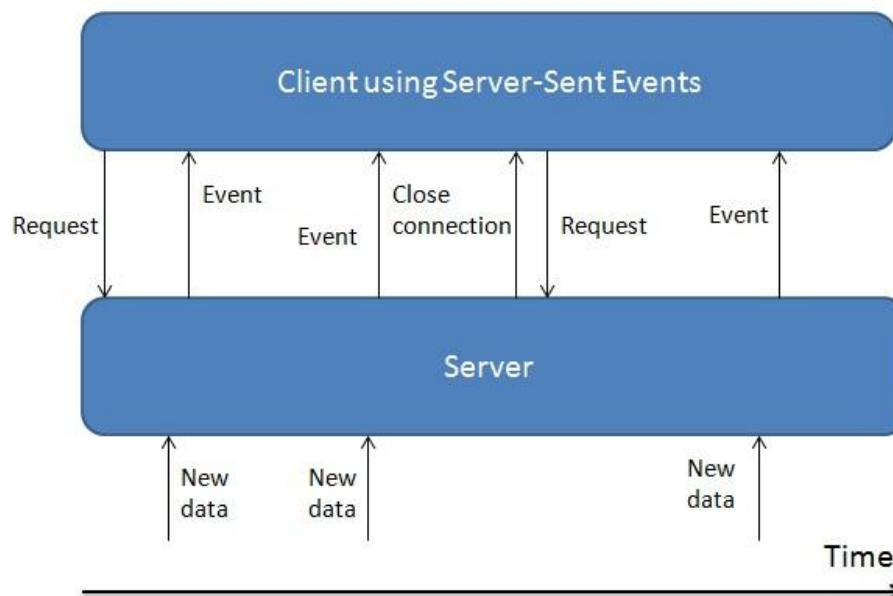 Client using Server-Sent Events
Request
Event
Event
Close
connection
Request
Event
Server
New
data
New
data
New
data
Time